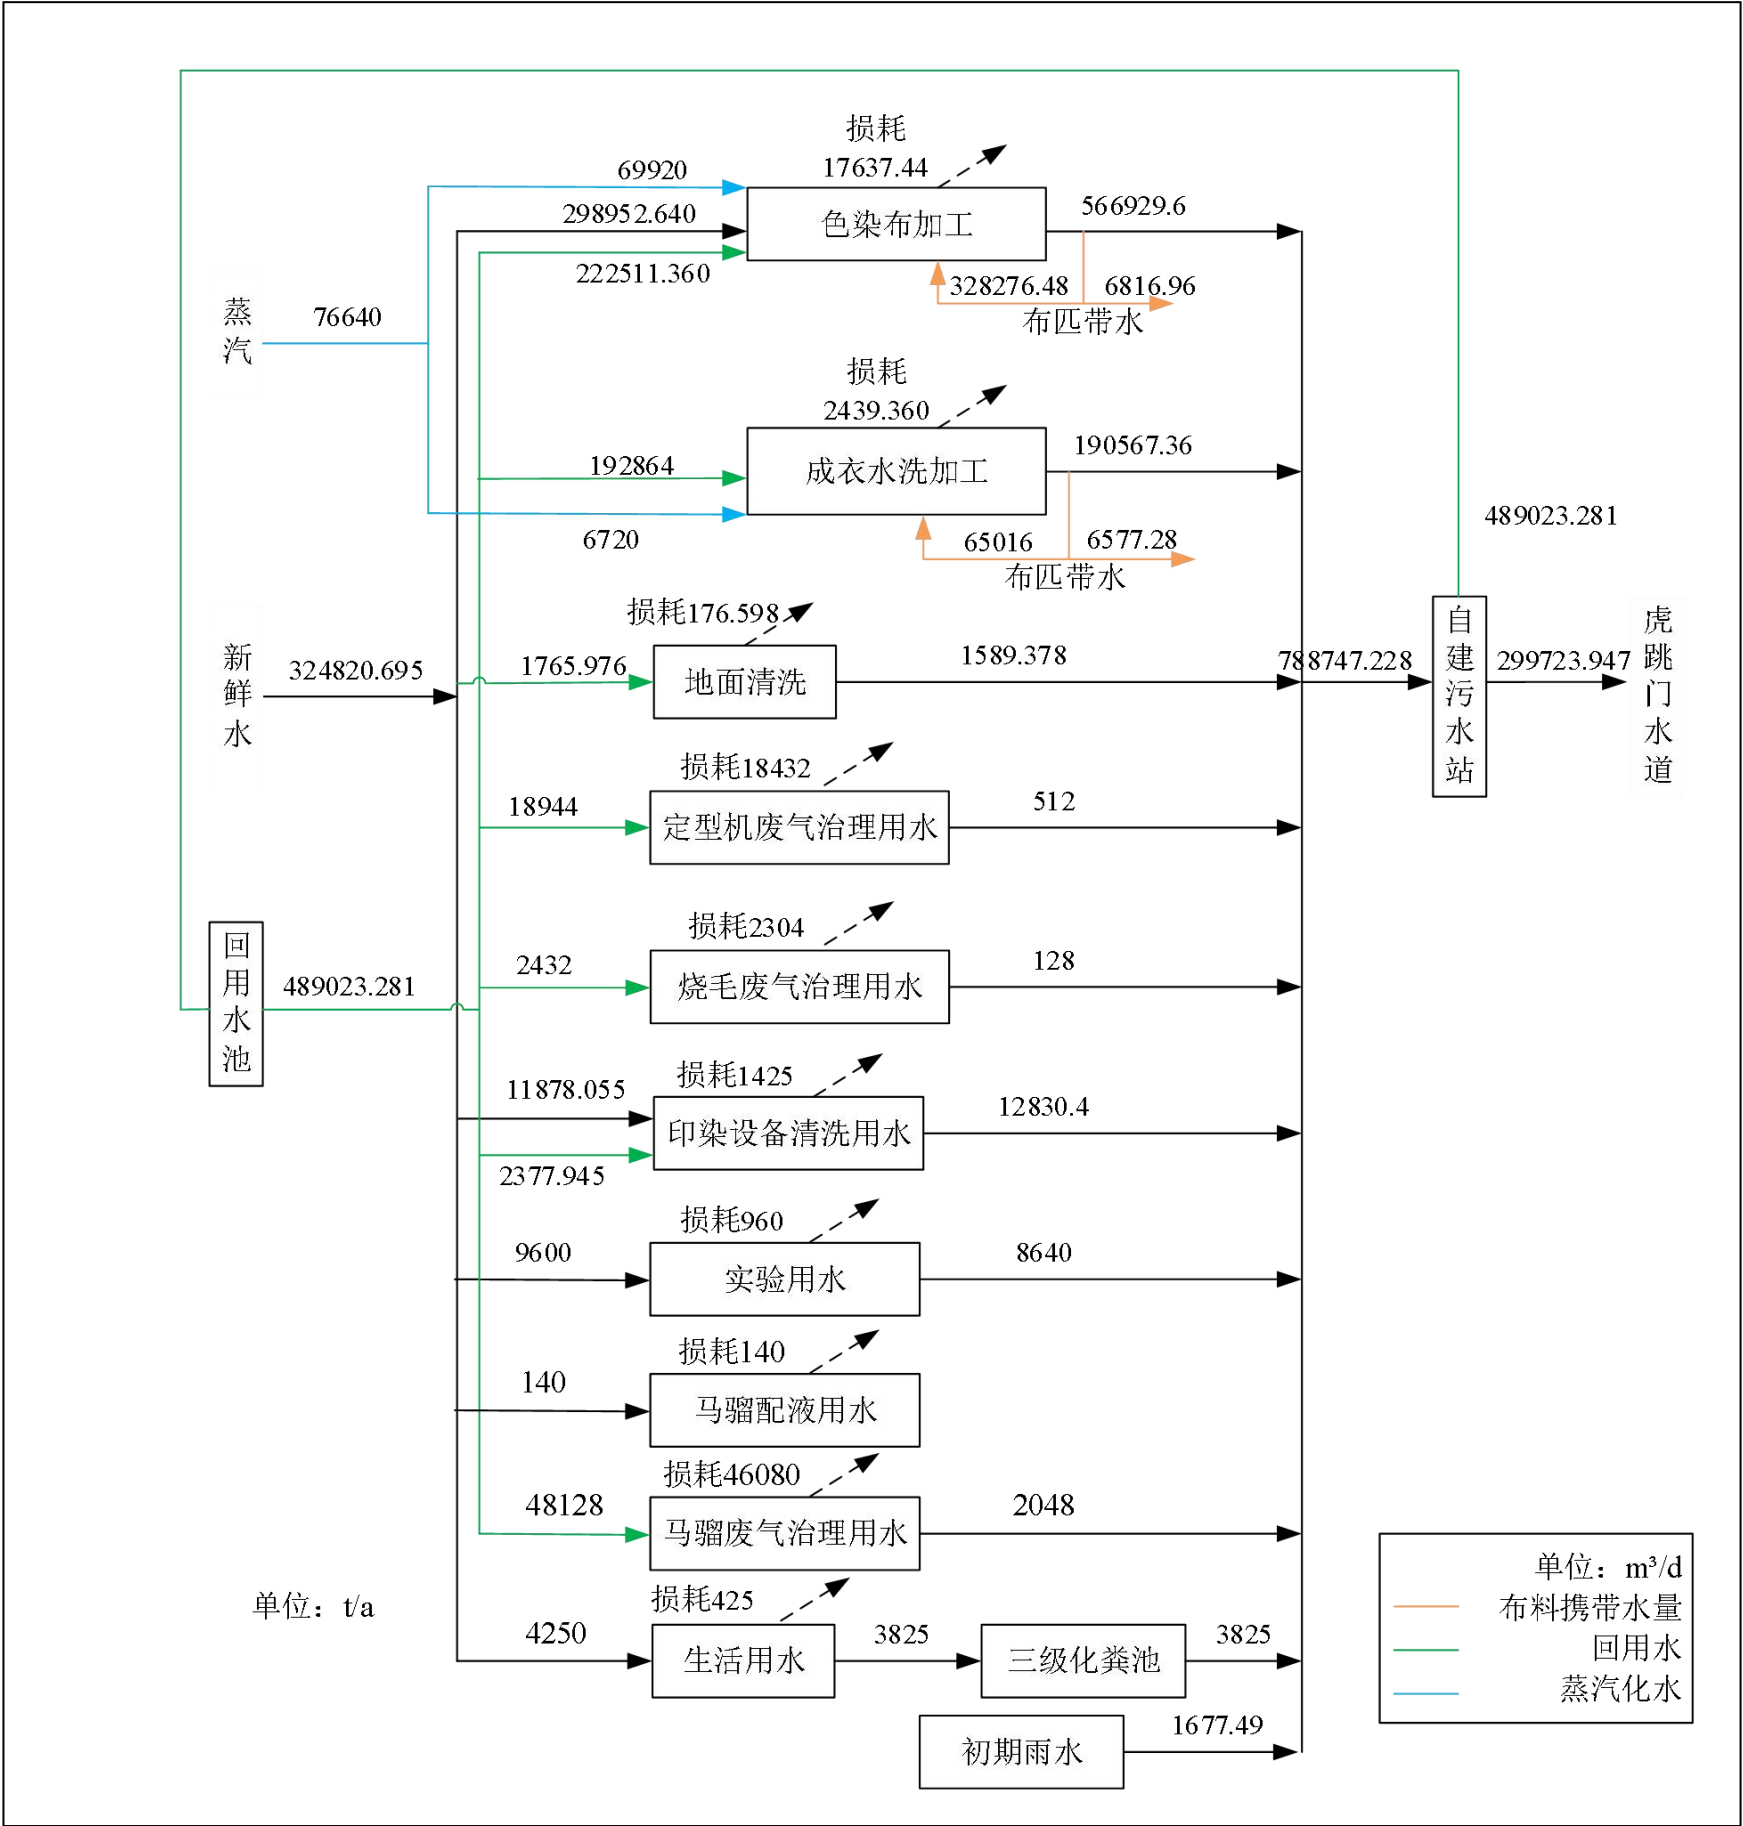 损耗
17637.44
69920
298952.640
色染布加工
566929.6
222511.360
328276.48
6816.96
布匹带水
蒸汽
76640
损耗
2439.360
192864
成衣水洗加工
190567.36
6720
65016
6577.28
布匹带水
489023.281
损耗176.598
新鲜水
324820.695
1765.976
地面清洗
1589.378
788747.228
自建污水站
299723.947
虎跳门水道
损耗18432
18944
定型机废气治理用水
512
损耗2304
回用水池
489023.281
2432
烧毛废气治理用水
128
损耗1425
11878.055
印染设备清洗用水
12830.4
2377.945
损耗960
9600
实验用水
8640
损耗140
140
马骝配液用水
损耗46080
48128
马骝废气治理用水
2048
单位：t/a
损耗425
4250
生活用水
3825
三级化粪池
3825
初期雨水
1677.49
单位：m³/d
布料携带水量
回用水
蒸汽化水